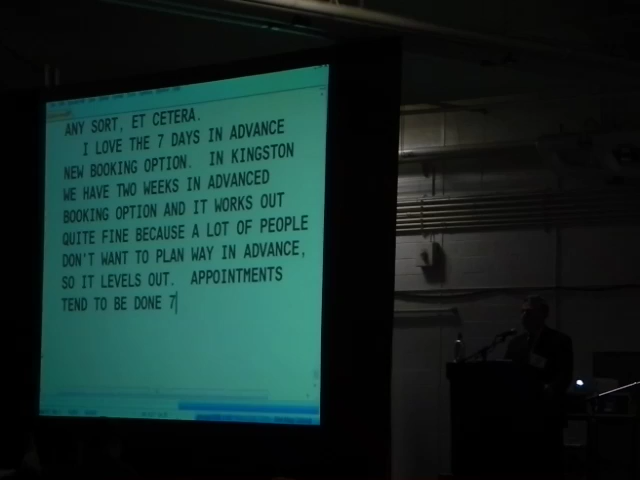 ANY SORT, ET CETERA.
I LOVE THE 7 DAYS IN ADVANCE
NEW BOOKING OPTION. IN KINGSTON
WE HAVE TWO WEEKS IN ADVANCED
BOOKING OPTION AND IT WORKS OUT
QUITE FINE BECAUSE A LOT OF PEOPLE
DON'T WANT TO PLAN WAY IN ADVANCE,
SO IT LEVELS OUT. APPOINTMENTS
TEND TO BE DONE 7